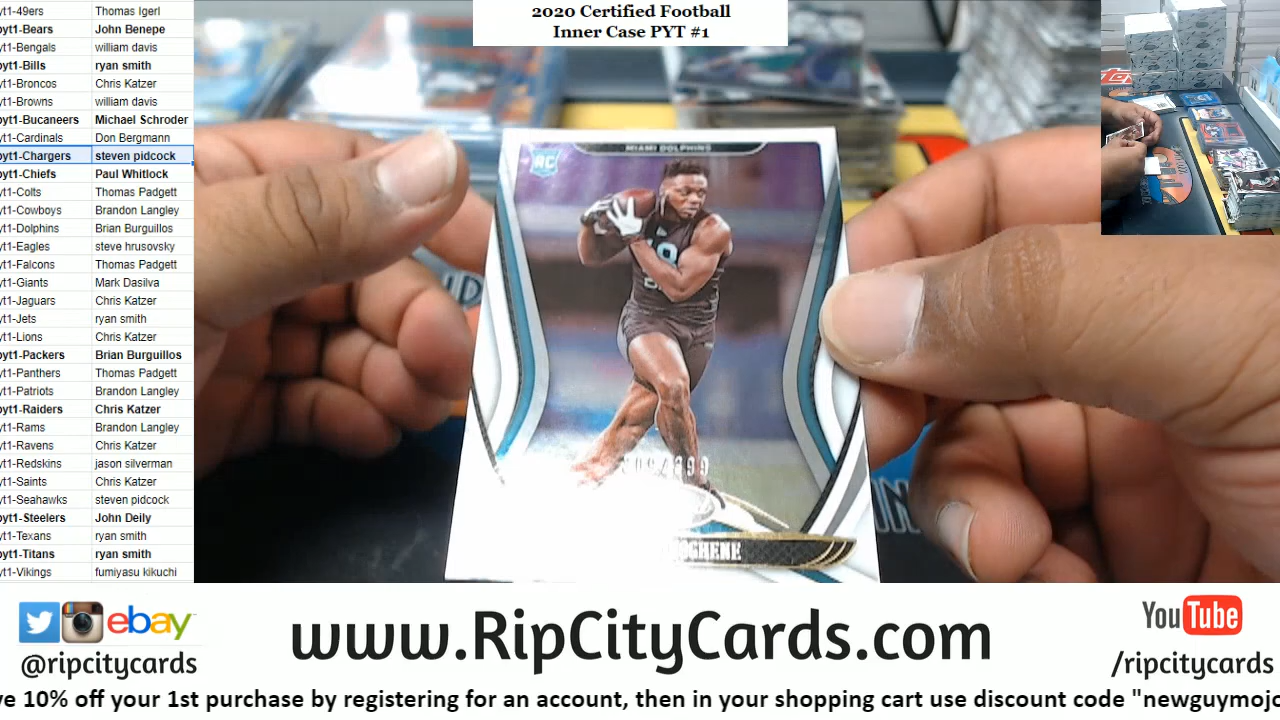 2020 Certified Football
Inner Case PYT #1
yt1-49ers Thomas Igerl
pyt1-Bears John Benepe
yt1-Bengals william davis
pyt1-Bills ryan smith
yt1-Broncos Chris Katzer
yt1-Browns william davis
pyt1-Bucaneers Michael Schroder
yt1-Cardinals Don Bergmann
pyt1-Chargers steven pidcock
pyt1-Chiefs Paul Whitlock
yt1-Colts Thomas Padgett
yt1-Cowboys Brandon Langley
yt1-Dolphins Brian Burguillos
yt1-Eagles steve hrusovsky
yt1-Falcons Thomas Padgett
yt1-Giants Mark Dasilva
yt1-Jaguars Chris Katzer
yt1-Jets ryan smith
yt1-Lions Chris Katzer
pyt1-Packers Brian Burguillos
yt1-Panthers Thomas Padgett
yt1-Patriots Brandon Langley
pyt1-Raiders Chris Katzer
yt1-Rams Brandon Langley
yt1-Ravens Chris Katzer
yt1-Redskins jason silverman
yt1-Saints Chris Katzer
yt1-Seahawks steven pidcock
pyt1-Steelers John Deily
yt1-Texans ryan smith
pyt1-Titans ryan smith
yt1-Vikings fumiyasu kikuchi
MIAMI DOLPHINS
RC
ebay
@ripcitycards
www.RipCityCards.com
YouTube
/ripcitycards
ve 10% off your 1st purchase by registering for an account, then in your shopping cart use discount code "newguymojo